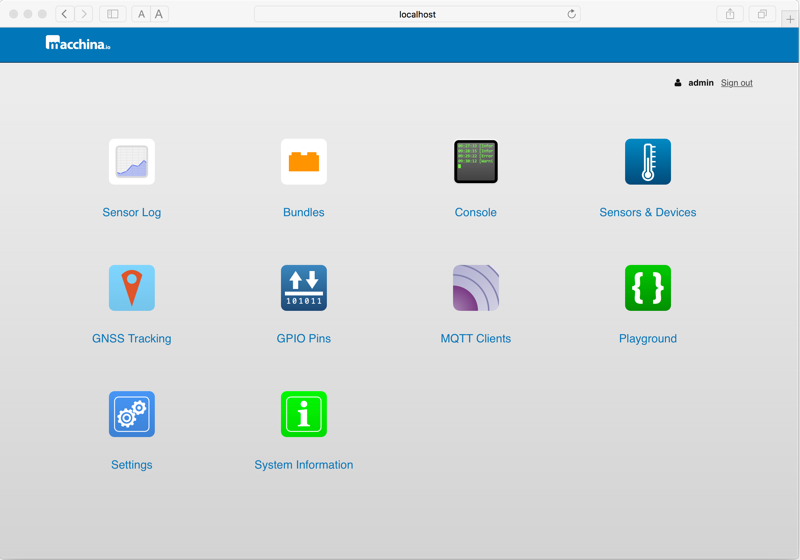 A A
localhost
macchina.io
admin Sign out
Sensor Log
Bundles
Console
Sensors & Devices
101011
GNSS Tracking
GPIO Pins
MQTT Clients
{}
Playground
i
Settings
System Information